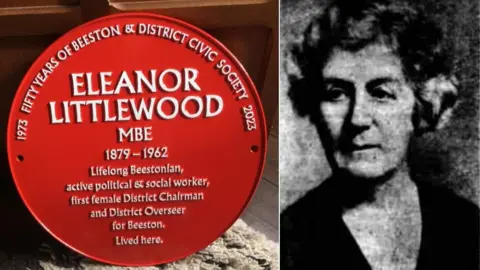 1973 FIFTY YEARS OF BEESTON & DISTRICT CIVIC SOCIETY 2023
ELEANOR
LITTLEWOOD
MBE
1879 – 1962
Lifelong Beestonian,
active political & social worker,
first female District Chairman
and District Overseer
for Beeston.
Lived here.